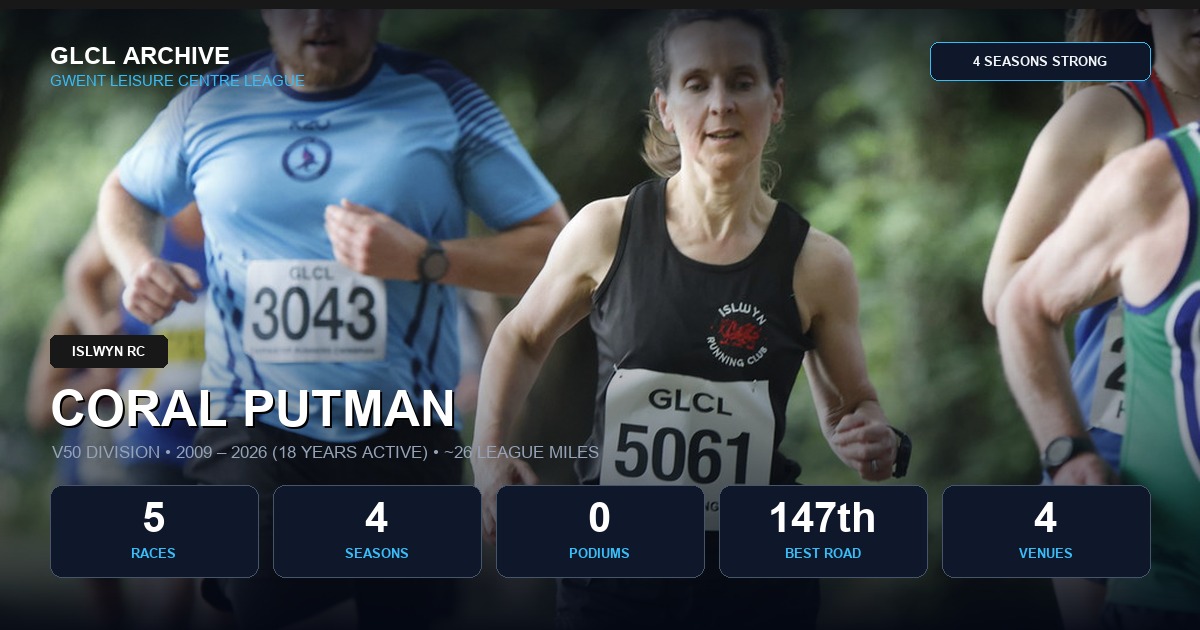 GLCL ARCHIVE
GWENT LEISURE CENTRE LEAGUE
4 SEASONS STRONG
GLCL
3043
ISLWYN
RUNNING CLUB
GLCL
5061
ISLWYN RC
CORAL PUTMAN
V50 DIVISION • 2009 – 2026 (18 YEARS ACTIVE) • ~26 LEAGUE MILES
5
RACES
4
SEASONS
0
PODIUMS
147th
BEST ROAD
4
VENUES